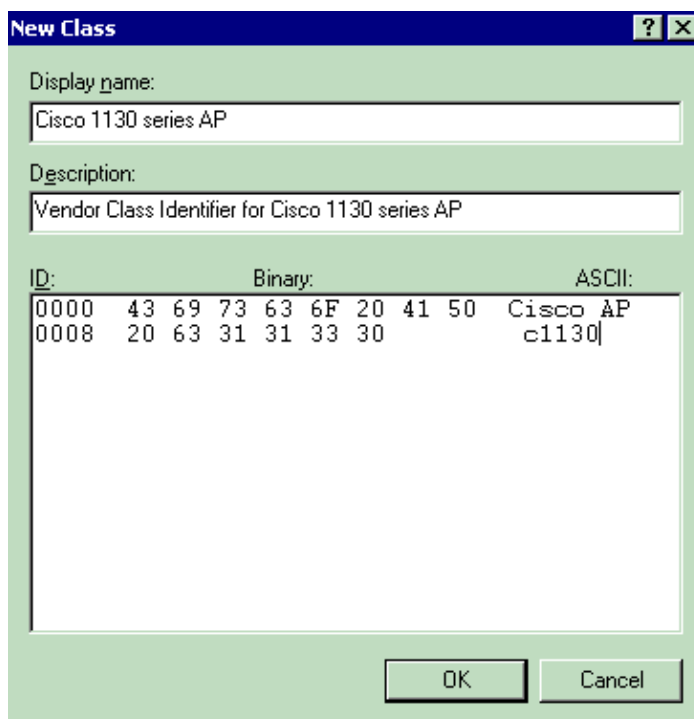 New Class
Display name:
Cisco 1130 series AP
Description:
Vendor Class Identifier for Cisco 1130 series AP
ID: Binary: ASCII:
0000 43 69 73 63 6F 20 41 50 Cisco AP
0008 20 63 31 31 33 30 c1130
OK Cancel